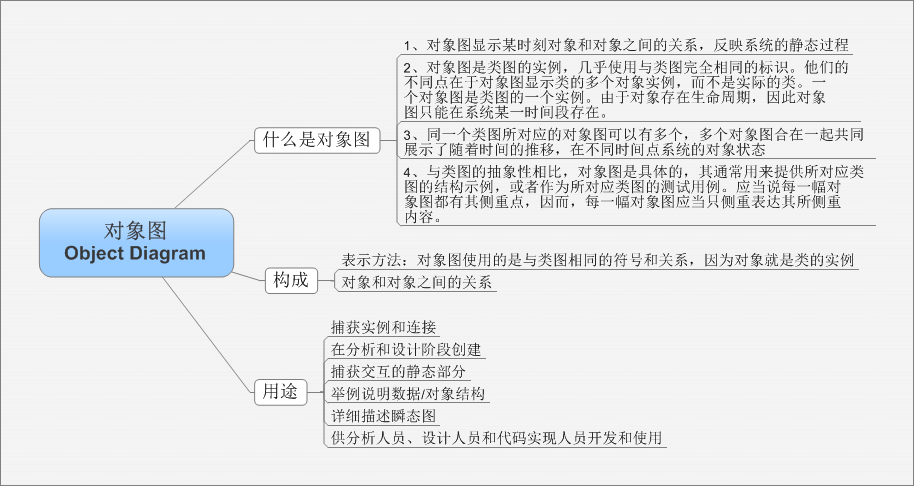 对象图
Object Diagram
什么是对象图
1、对象图显示某时刻对象和对象之间的关系，反映系统的静态过程
2、对象图是类图的实例，几乎使用与类图完全相同的标识。他们的
不同点在于对象图显示类的多个对象实例，而不是实际的类。一
个对象图是类图的一个实例。由于对象存在生命周期，因此对象
图只能在系统某一时间段存在。
3、同一个类图所对应的对象图可以有多个，多个对象图合在一起共同
展示了随着时间的推移，在不同时间点系统的对象状态
4、与类图的抽象性相比，对象图是具体的，其通常用来提供所对应类
图的结构示例，或者作为所对应类图的测试用例。应当说每一幅对
象图都有其侧重点，因而，每一幅对象图应当只侧重表达其所侧重
内容。
构成
表示方法：对象图使用的是与类图相同的符号和关系，因为对象就是类的实例
对象和对象之间的关系
用途
捕获实例和连接
在分析和设计阶段创建
捕获交互的静态部分
举例说明数据/对象结构
详细描述瞬态图
供分析人员、设计人员和代码实现人员开发和使用